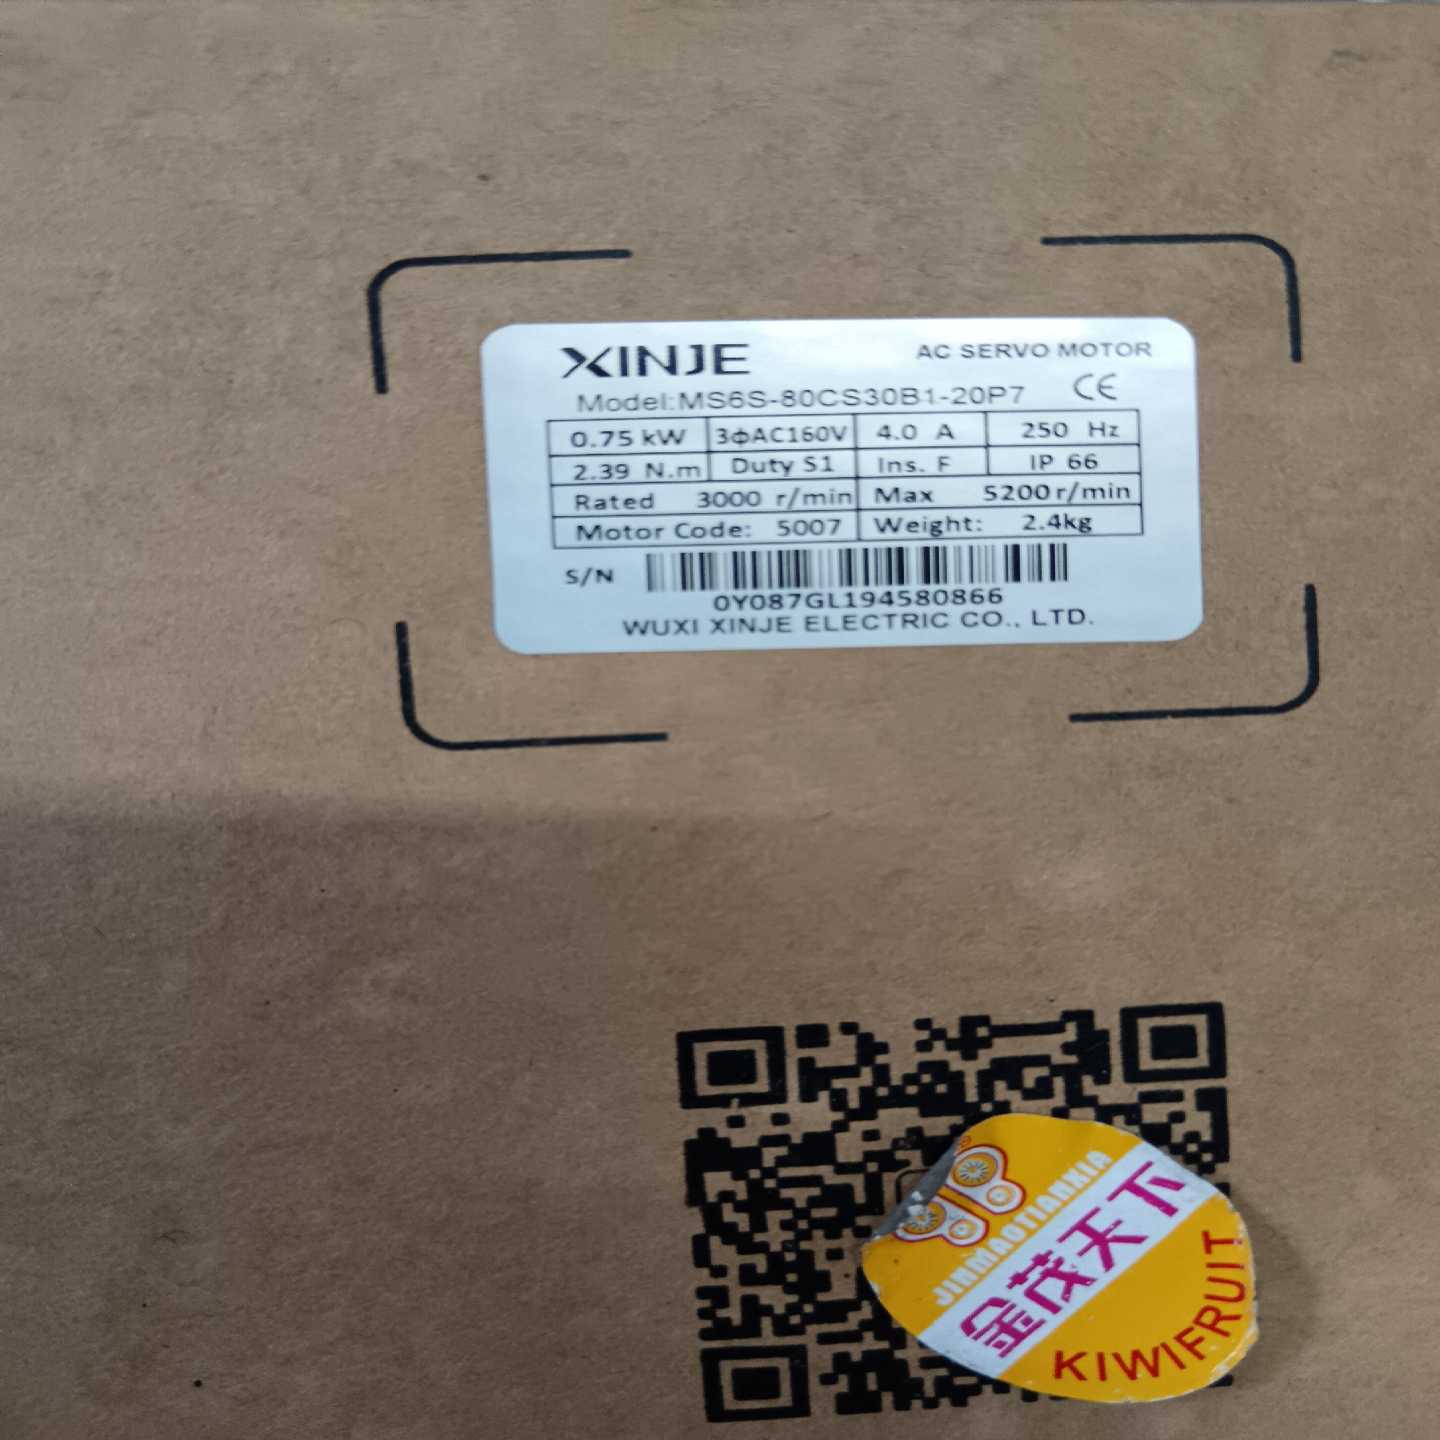 XINJE AC SERVO MOTOR
Model:MS6S-80CS30B1-20P7 CE
0.75 kW 3ϕAC160V 4.0 A 250 Hz
2.39 N.m Duty S1 Ins. F IP 66
Rated 3000 r/min Max 5200 r/min
Motor Code: 5007 Weight: 2.4kg
S/N
0Y087GL194580866
WUXI XINJE ELECTRIC CO., LTD.
JINMAOTIANXIA
金茂天下
KIWIFRUIT